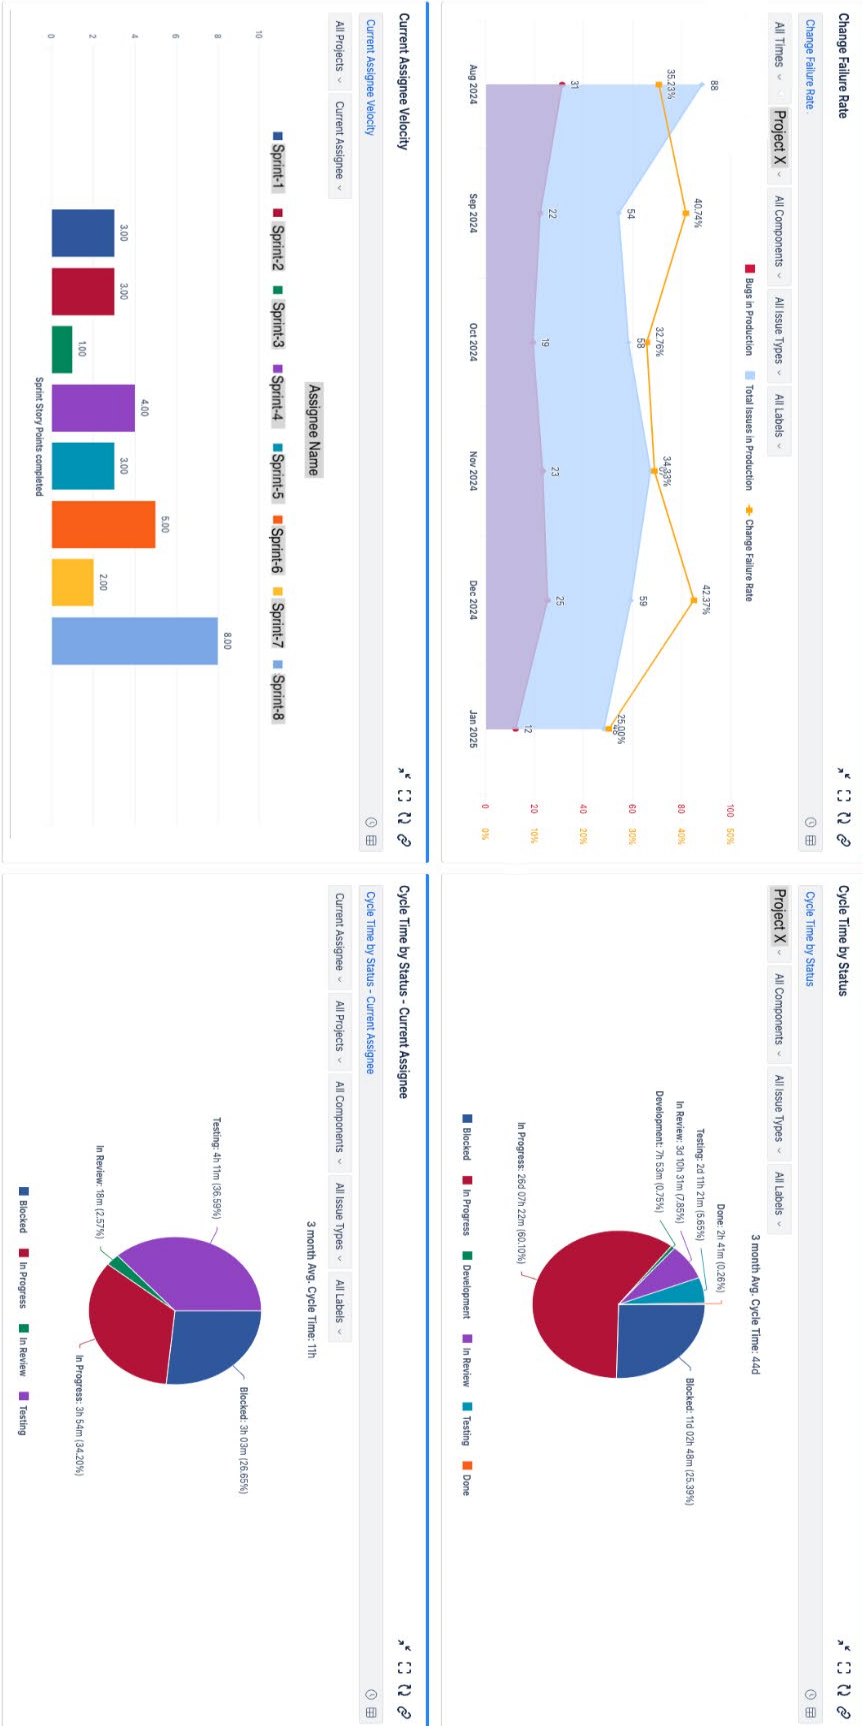 Change Failure Rate
Change Failure Rate .
All Times
Project X
All Components
All Issue Types
All Labels
Bugs in Production
Total Issues in Production
Change Failure Rate
88
35.23%
31
40.74%
54
22
32.76%
58
19
34.33%
23
42.37%
59
25
25.00%
48
12
Aug 2024
Sep 2024
Oct 2024
Nov 2024
Dec 2024
Jan 2025
100 50%
80 40%
60 30%
40 20%
20 10%
0 0%
Cycle Time by Status
Cycle Time by Status
Project X
All Components
All Issue Types
All Labels
3 month Avg. Cycle Time: 44d
Done: 2h 41m (0.26%)
Testing: 2d 11h 21m (5.65%)
In Review: 3d 10h 31m (7.85%)
Development: 7h 53m (0.75%)
Blocked: 11d 02h 48m (25.39%)
In Progress: 26d 07h 22m (60.10%)
Blocked
In Progress
Development
In Review
Testing
Done
Current Assignee Velocity
Current Assignee Velocity
All Projects
Current Assignee
Assignee Name
Sprint-1
Sprint-2
Sprint-3
Sprint-4
Sprint-5
Sprint-6
Sprint-7
Sprint-8
10
8
6
4
2
0
3.00
3.00
1.00
4.00
3.00
5.00
2.00
8.00
Sprint Story Points completed
Cycle Time by Status - Current Assignee
Cycle Time by Status - Current Assignee
Current Assignee
All Projects
All Components
All Issue Types
All Labels
3 month Avg. Cycle Time: 11h
Testing: 4h 11m (36.59%)
Blocked: 3h 03m (26.65%)
In Review: 18m (2.57%)
In Progress: 3h 54m (34.20%)
Blocked
In Progress
In Review
Testing